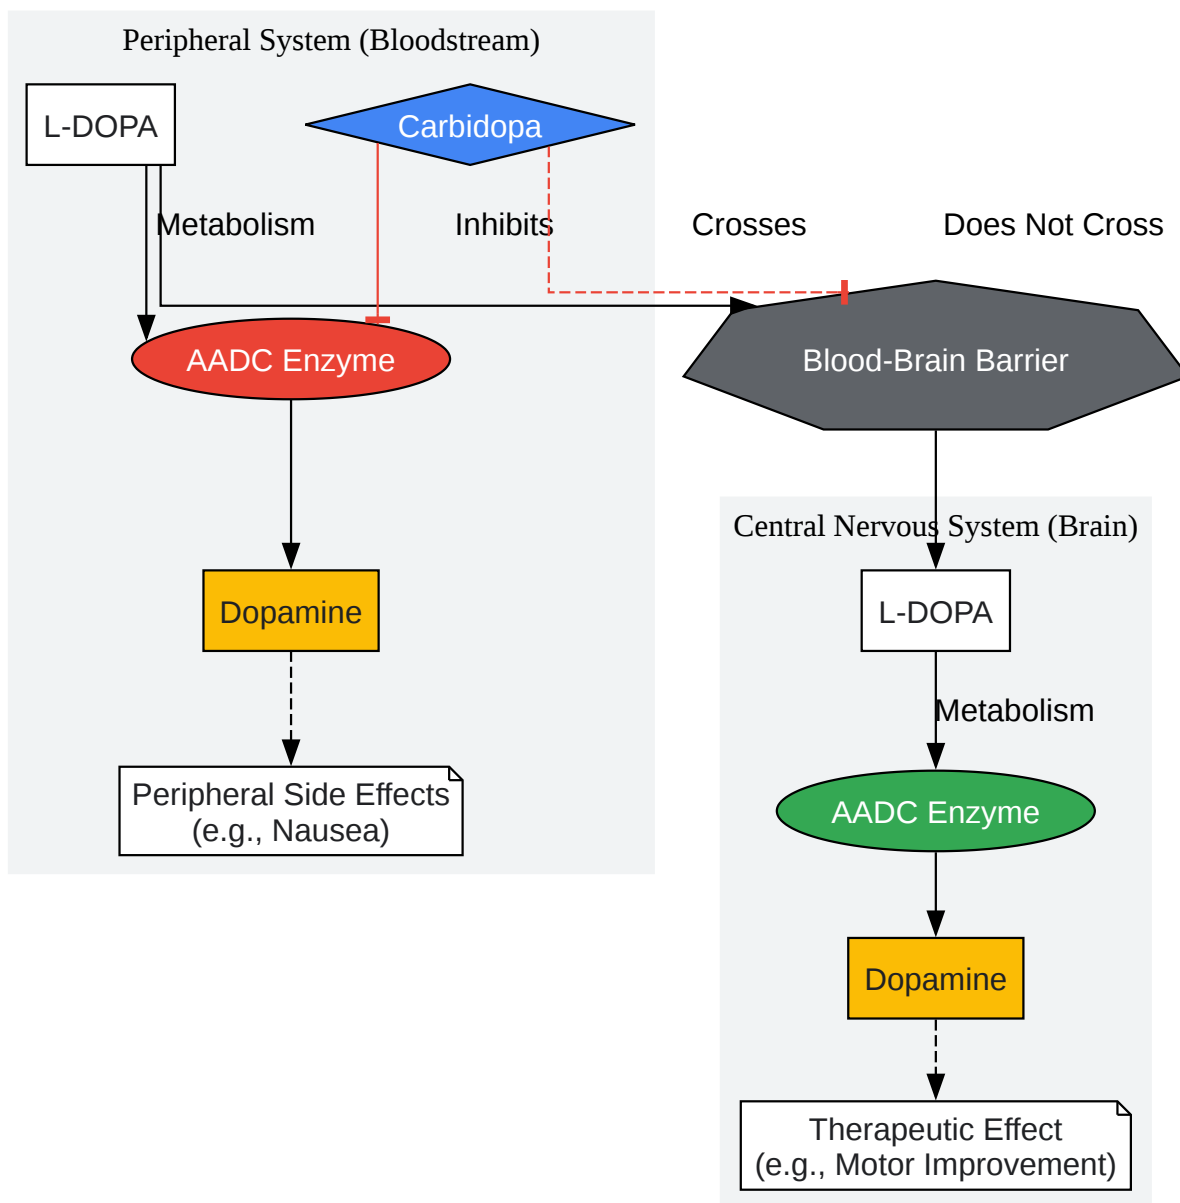 Peripheral System (Bloodstream)
L-DOPA
Carbidopa
Metabolism
Inhibits
Crosses
Does Not Cross
AADC Enzyme
Blood-Brain Barrier
Central Nervous System (Brain)
Dopamine
L-DOPA
Metabolism
Peripheral Side Effects
(e.g., Nausea)
AADC Enzyme
Dopamine
Therapeutic Effect
(e.g., Motor Improvement)